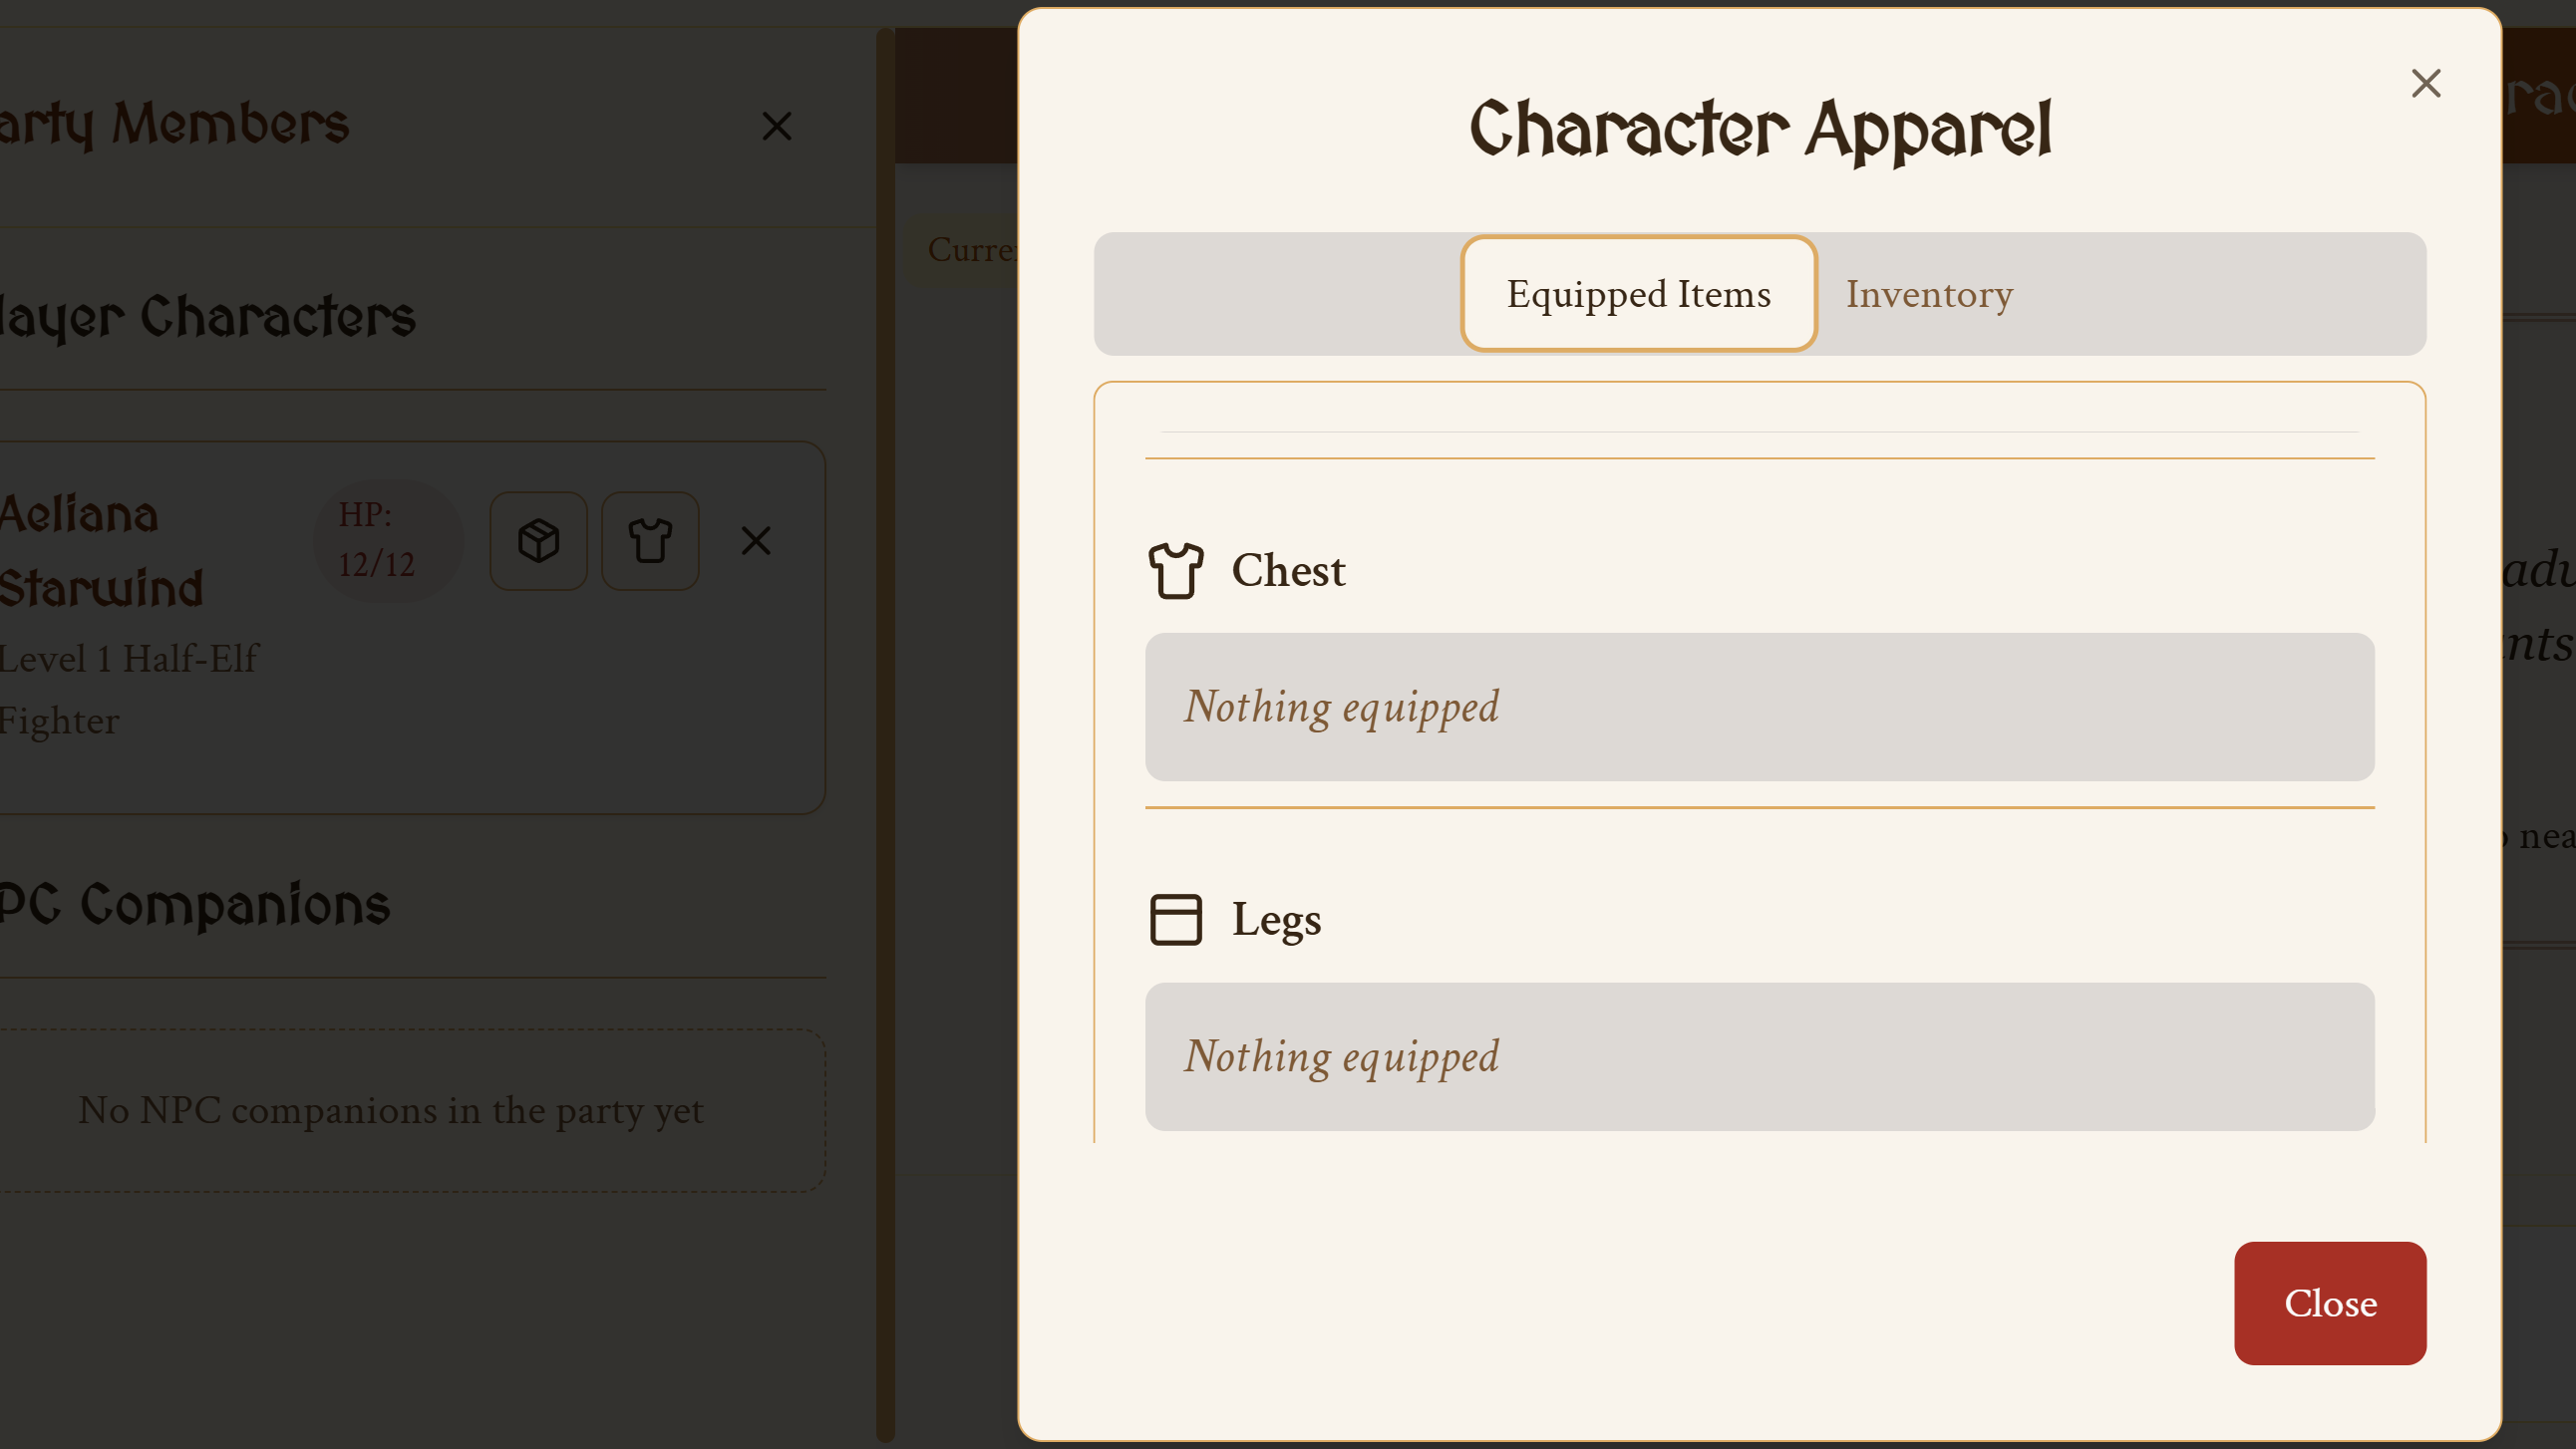 arty Members
layer Characters
Aeliana
Starwind
HP:
12/12
Level 1 Half-Elf
Fighter
PC Companions
No NPC companions in the party yet
Curre
Character Apparel
Equipped Items
Inventory
Chest
Nothing equipped
Legs
Nothing equipped
Close
rac
adu
nts
nea